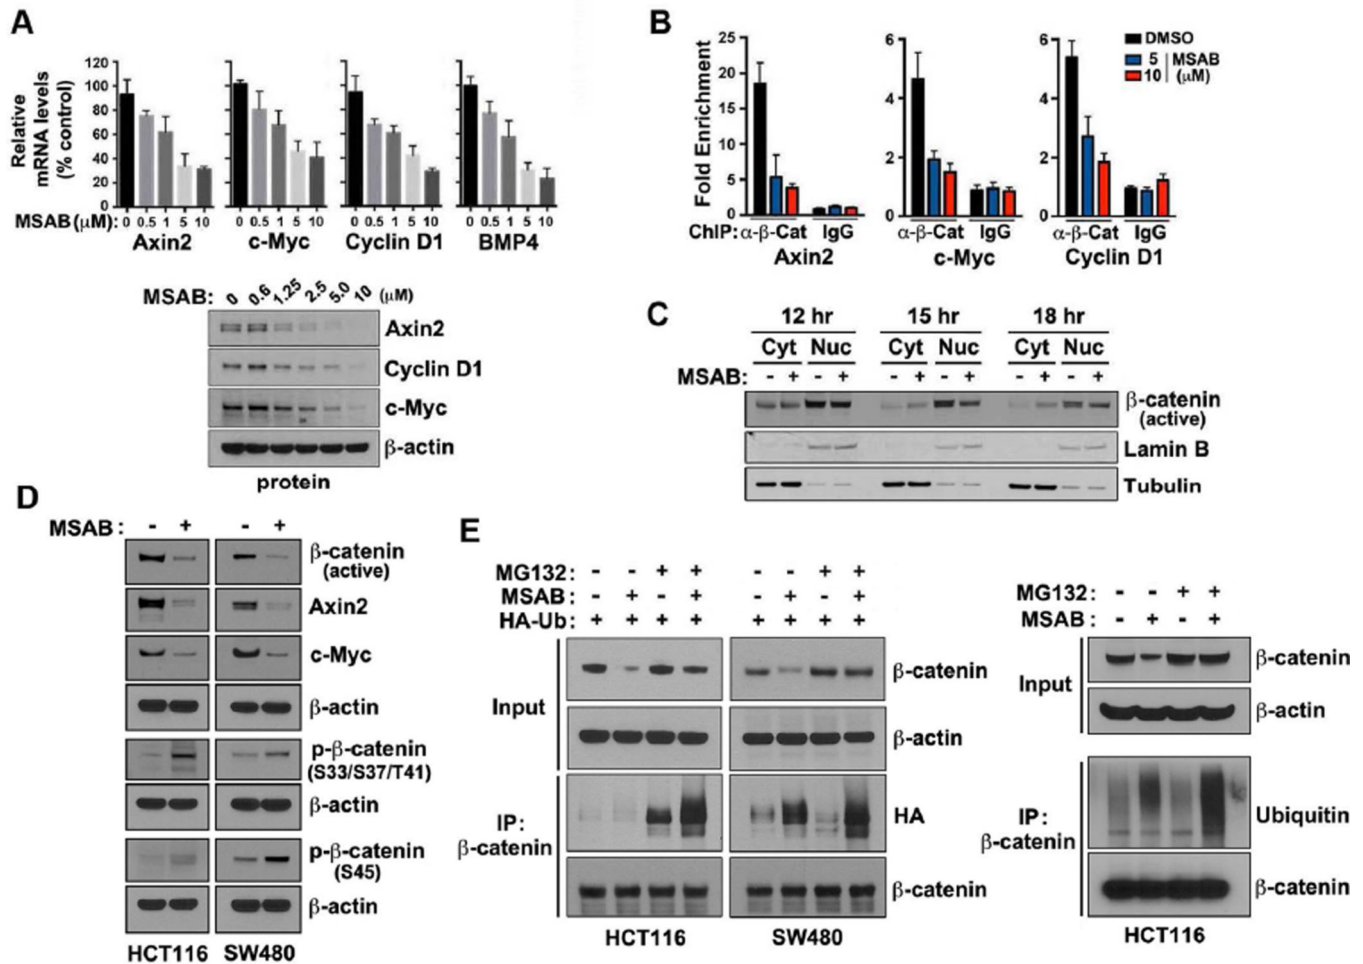 A
Relative
mRNA levels
(% control)
120
100
80
60
40
20
0
MSAB (μM): 0 0.5 1 5 10 0 0.5 1 5 10 0 0.5 1 5 10 0 0.5 1 5 10
Axin2 c-Myc Cyclin D1 BMP4
MSAB: 0 0.6 1.25 2.5 5.0 10 (μM)
Axin2
Cyclin D1
c-Myc
β-actin
protein
B
Fold Enrichment
25
20
15
10
5
0
6
4
2
0
6
4
2
0
DMSO
5 MSAB
10 (μM)
ChIP: α-β-Cat IgG α-β-Cat IgG α-β-Cat IgG
Axin2 c-Myc Cyclin D1
C
12 hr 15 hr 18 hr
Cyt Nuc Cyt Nuc Cyt Nuc
MSAB: - + - + - + - + - + - +
β-catenin
(active)
Lamin B
Tubulin
D
MSAB: - + - +
β-catenin
(active)
Axin2
c-Myc
β-actin
p-β-catenin
(S33/S37/T41)
β-actin
p-β-catenin
(S45)
β-actin
HCT116 SW480
E
MG132: - - + + - - + +
MSAB: - + - + - + - +
HA-Ub: + + + + + + + +
Input
β-catenin
β-actin
IP:
β-catenin
HA
β-catenin
HCT116 SW480
MG132: - - + +
MSAB: - + - +
Input
β-catenin
β-actin
IP:
β-catenin
Ubiquitin
β-catenin
HCT116